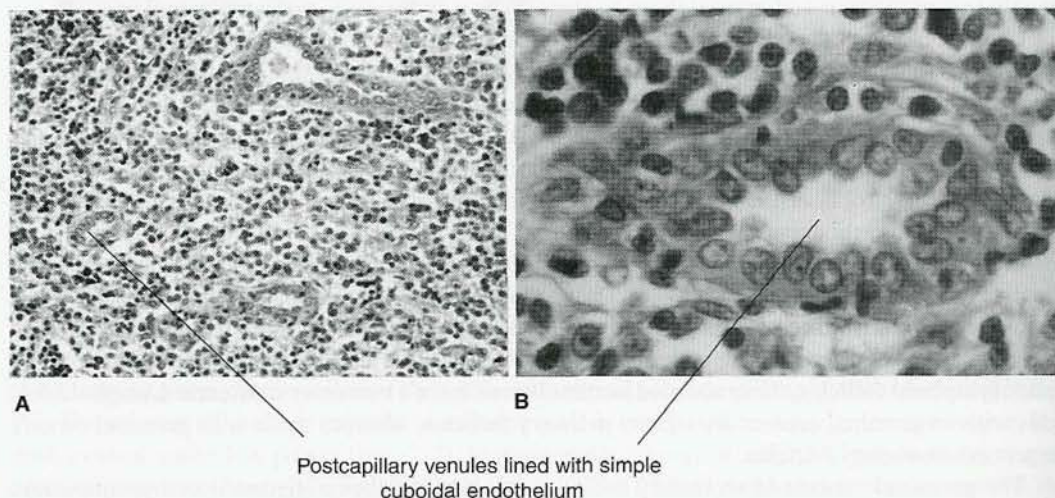 A
B
Postcapillary venules lined with simple
cuboidal endothelium